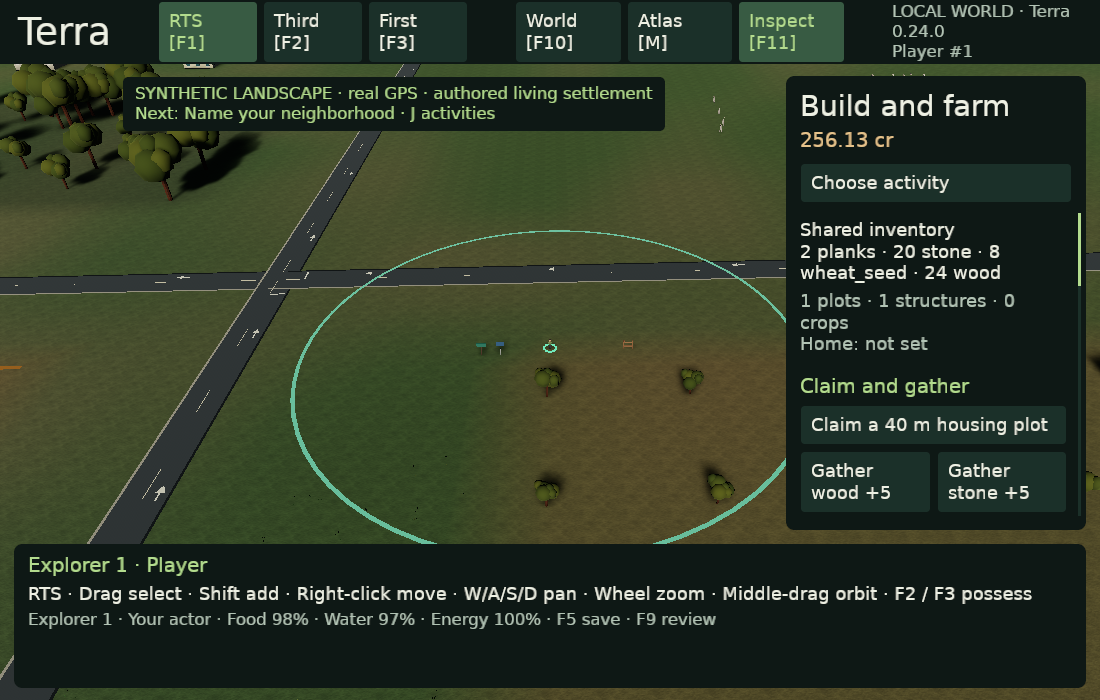 Terra
RTS
[F1]
Third
[F2]
First
[F3]
World
[F10]
Atlas
[M]
Inspect
[F11]
LOCAL WORLD · Terra
0.24.0
Player #1
SYNTHETIC LANDSCAPE · real GPS · authored living settlement
Next: Name your neighborhood · J activities
Build and farm
256.13 cr
Choose activity
Shared inventory
2 planks · 20 stone · 8
wheat_seed · 24 wood
1 plots · 1 structures · 0
crops
Home: not set
Claim and gather
Claim a 40 m housing plot
Gather
wood +5
Gather
stone +5
Explorer 1 · Player
RTS · Drag select · Shift add · Right-click move · W/A/S/D pan · Wheel zoom · Middle-drag orbit · F2 / F3 possess
Explorer 1 · Your actor · Food 98% · Water 97% · Energy 100% · F5 save · F9 review